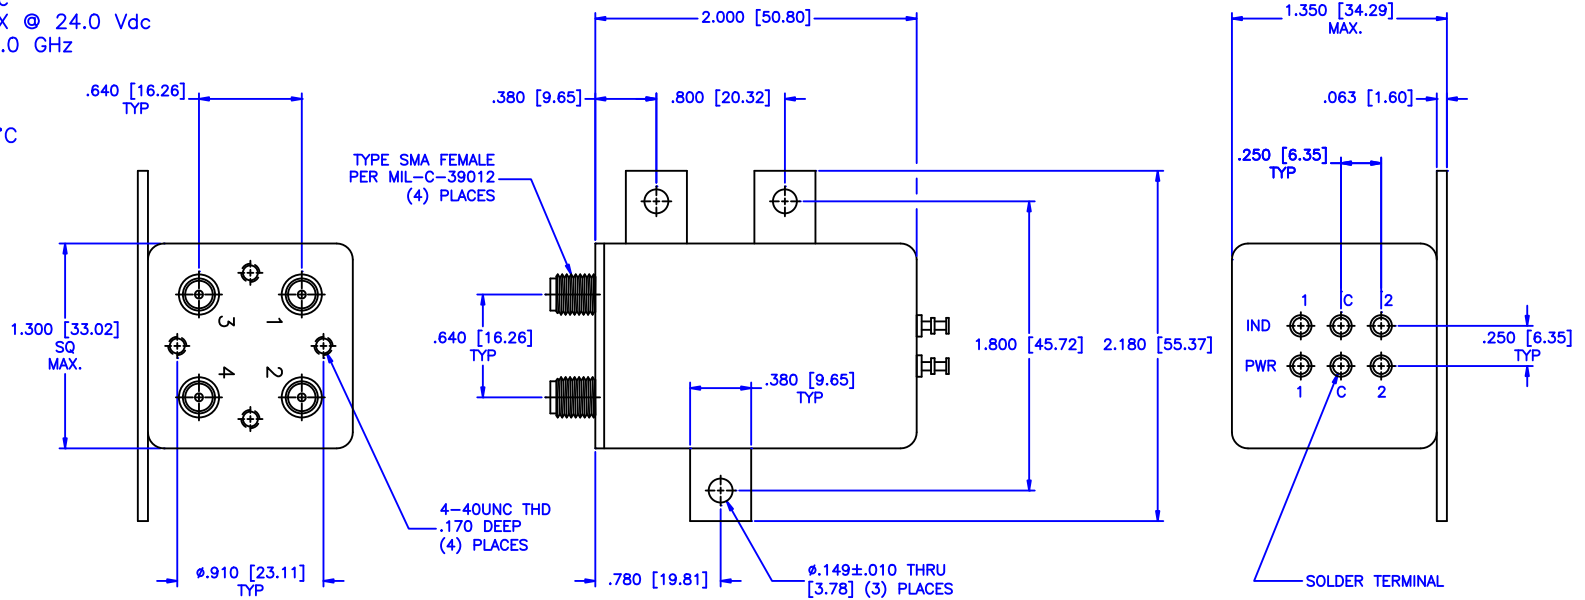 X @ 24.0 Vdc
.0 GHz
°C
.640 [16.26]
TYP
1.300 [33.02]
SQ
MAX.
3
1
4
2
ø.910 [23.11]
TYP
4-40UNC THD
.170 DEEP
(4) PLACES
TYPE SMA FEMALE
PER MIL-C-39012
(4) PLACES
2.000 [50.80]
.380 [9.65]
.800 [20.32]
.640 [16.26]
TYP
.380 [9.65]
TYP
1.800 [45.72]
2.180 [55.37]
.780 [19.81]
ø.149±.010 THRU
[3.78] (3) PLACES
1.350 [34.29]
MAX.
.063 [1.60]
.250 [6.35]
TYP
1 C 2
IND
PWR
1 C 2
.250 [6.35]
TYP
SOLDER TERMINAL